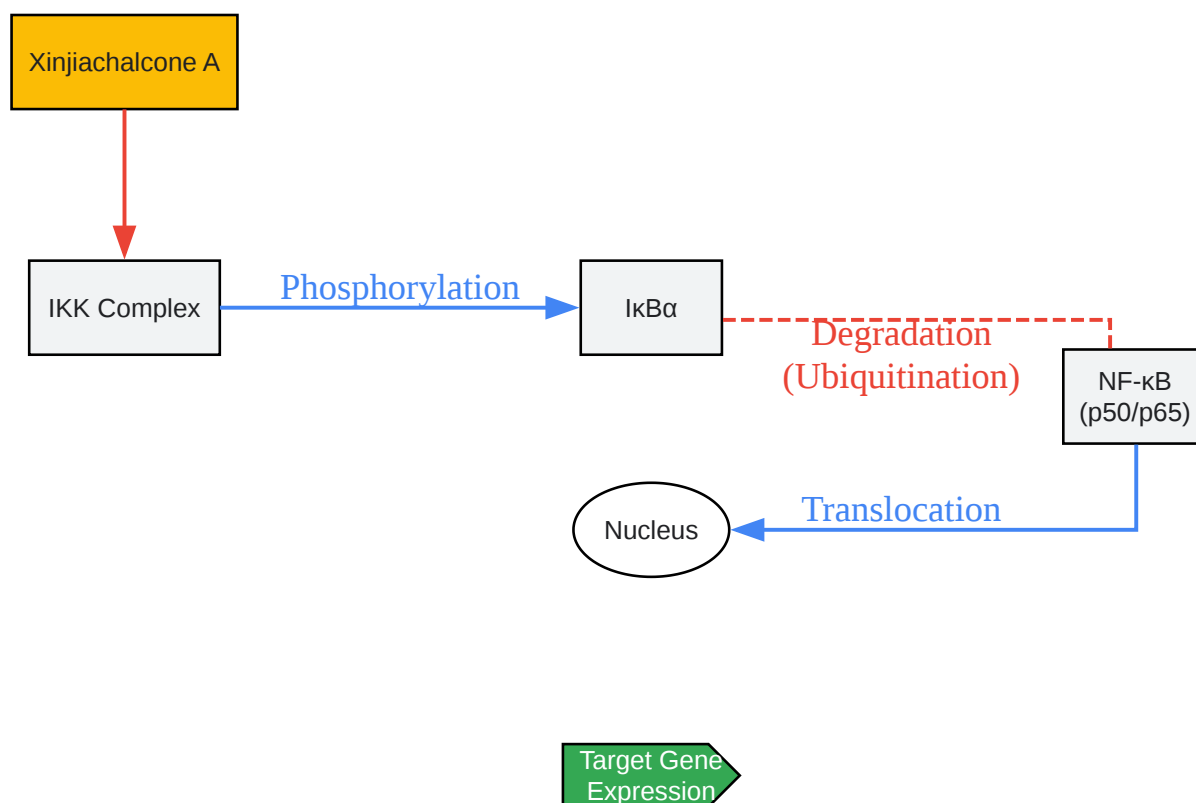 Xinjiachalcone A
IKK Complex
Phosphorylation
IκBα
Degradation
(Ubiquitination)
NF-κB
(p50/p65)
Translocation
Nucleus
Target Gene
Expression